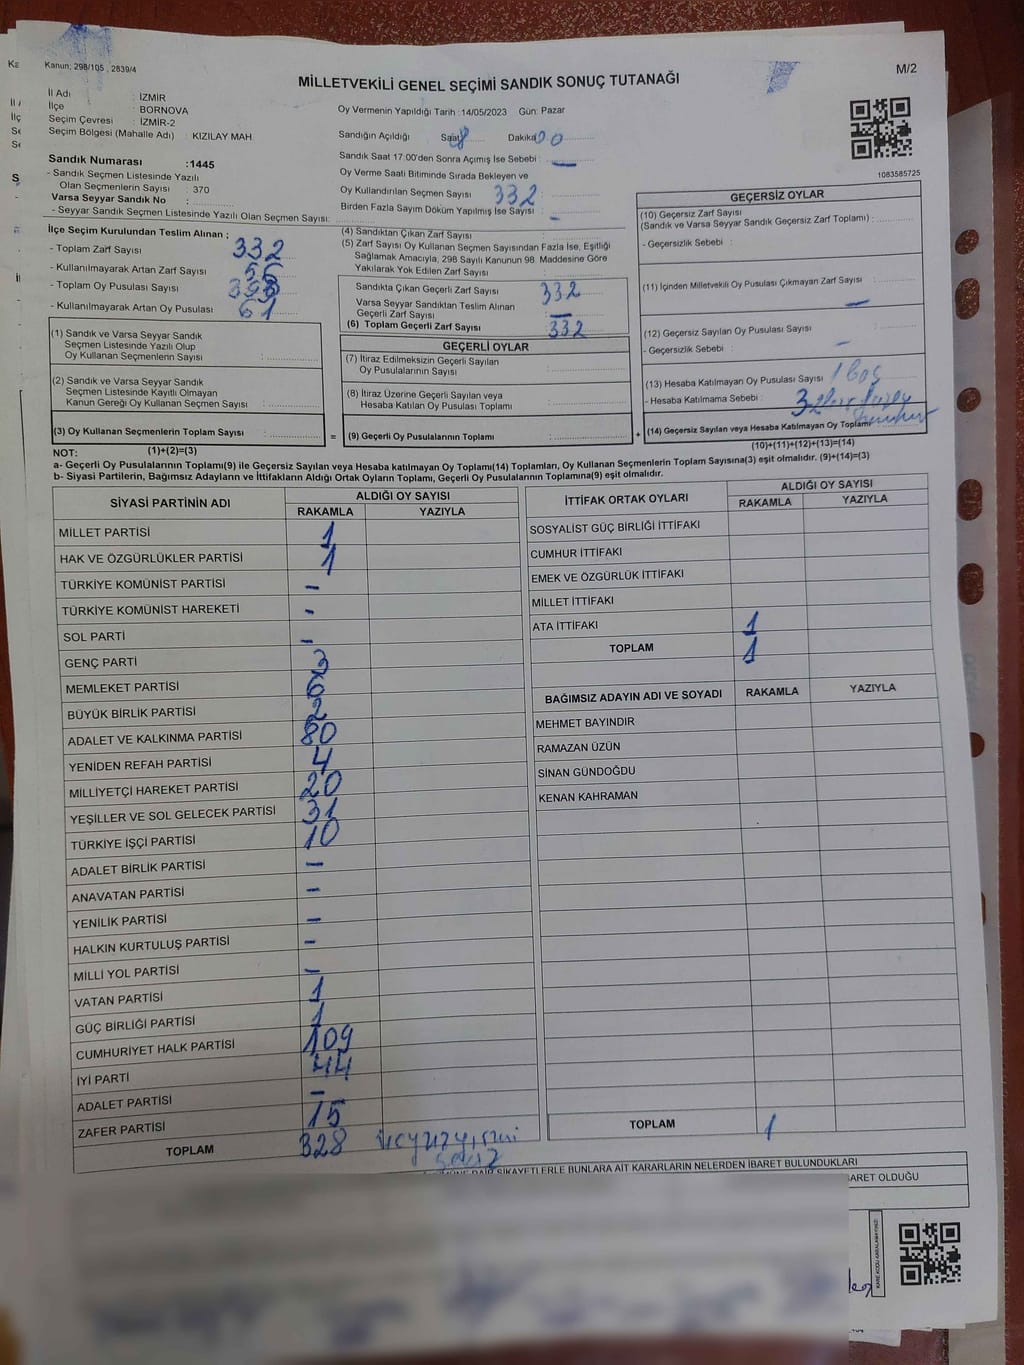 Kanun: 298/105 , 2839/4
M/2
MİLLETVEKİLİ GENEL SEÇİMİ SANDIK SONUÇ TUTANAĞI
İl Adı : İZMİR
İlçe : BORNOVA
Seçim Çevresi : İZMİR-2
Seçim Bölgesi (Mahalle Adı) : KIZILAY MAH
Oy Vermenin Yapıldığı Tarih :14/05/2023 Gün: Pazar
Sandığın Açıldığı Saat 8 Dakika 00
Sandık Saat 17:00'den Sonra Açımış İse Sebebi : —
Oy Verme Saati Bitiminde Sırada Bekleyen ve
Oy Kullandırılan Seçmen Sayısı 332
Birden Fazla Sayım Döküm Yapılmış İse Sayısı : -
1083585725
Sandık Numarası :1445
- Sandık Seçmen Listesinde Yazılı
Olan Seçmenlerin Sayısı : 370
Varsa Seyyar Sandık No :
- Seyyar Sandık Seçmen Listesinde Yazılı Olan Seçmen Sayısı:
İlçe Seçim Kurulundan Teslim Alınan ;
- Toplam Zarf Sayısı 332
- Kullanılmayarak Artan Zarf Sayısı
- Toplam Oy Pusulası Sayısı
- Kullanılmayarak Artan Oy Pusulası 61
(1) Sandık ve Varsa Seyyar Sandık
Seçmen Listesinde Yazılı Olup
Oy Kullanan Seçmenlerin Sayısı :
(2) Sandık ve Varsa Seyyar Sandık
Seçmen Listesinde Kayıtlı Olmayan
Kanun Gereği Oy Kullanan Seçmen Sayısı :
(3) Oy Kullanan Seçmenlerin Toplam Sayısı :
(1)+(2)=(3)
(4) Sandıktan Çıkan Zarf Sayısı :
(5) Zarf Sayısı Oy Kullanan Seçmen Sayısından Fazla İse, Eşitliği
Sağlamak Amacıyla, 298 Sayılı Kanunun 98. Maddesine Göre
Yakılarak Yok Edilen Zarf Sayısı :
Sandıkta Çıkan Geçerli Zarf Sayısı : 332
Varsa Seyyar Sandıktan Teslim Alınan
Geçerli Zarf Sayısı : —
(6) Toplam Geçerli Zarf Sayısı : 332
GEÇERLİ OYLAR
(7) İtiraz Edilmeksizin Geçerli Sayılan
Oy Pusulalarının Sayısı :
(8) İtiraz Üzerine Geçerli Sayılan veya
Hesaba Katılan Oy Pusulası Toplamı :
= (9) Geçerli Oy Pusulalarının Toplamı : +
GEÇERSİZ OYLAR
(10) Geçersiz Zarf Sayısı
(Sandık ve Varsa Seyyar Sandık Geçersiz Zarf Toplamı) :
- Geçersizlik Sebebi :
(11) İçinden Milletvekili Oy Pusulası Çıkmayan Zarf Sayısı : —
(12) Geçersiz Sayılan Oy Pusulası Sayısı : -
- Geçersizlik Sebebi :
(13) Hesaba Katılmayan Oy Pusulası Sayısı : 1 Boş
- Hesaba Katılmama Sebebi : 3
(14) Geçersiz Sayılan veya Hesaba Katılmayan Oy Toplamı
(10)+(11)+(12)+(13)=(14)
NOT:
a- Geçerli Oy Pusulalarının Toplamı(9) ile Geçersiz Sayılan veya Hesaba katılmayan Oy Toplamı(14) Toplamları, Oy Kullanan Seçmenlerin Toplam Sayısına(3) eşit olmalıdır. (9)+(14)=(3)
b- Siyasi Partilerin, Bağımsız Adayların ve İttifakların Aldığı Ortak Oyların Toplamı, Geçerli Oy Pusulalarının Toplamına(9) eşit olmalıdır.
SİYASİ PARTİNİN ADI ALDIĞI OY SAYISI
RAKAMLA YAZIYLA
MİLLET PARTİSİ 1
HAK VE ÖZGÜRLÜKLER PARTİSİ 1
TÜRKİYE KOMÜNİST PARTİSİ -
TÜRKİYE KOMÜNİST HAREKETİ -
SOL PARTİ -
GENÇ PARTİ 3
MEMLEKET PARTİSİ 6
BÜYÜK BİRLİK PARTİSİ 2
ADALET VE KALKINMA PARTİSİ 80
YENİDEN REFAH PARTİSİ 4
MİLLİYETÇİ HAREKET PARTİSİ 20
YEŞİLLER VE SOL GELECEK PARTİSİ 31
TÜRKİYE İŞÇİ PARTİSİ 10
ADALET BİRLİK PARTİSİ -
ANAVATAN PARTİSİ -
YENİLİK PARTİSİ -
HALKIN KURTULUŞ PARTİSİ -
MİLLİ YOL PARTİSİ -
VATAN PARTİSİ 1
GÜÇ BİRLİĞİ PARTİSİ 1
CUMHURİYET HALK PARTİSİ 109
İYİ PARTİ 44
ADALET PARTİSİ -
ZAFER PARTİSİ 15
TOPLAM 328
İTTİFAK ORTAK OYLARI ALDIĞI OY SAYISI
RAKAMLA YAZIYLA
SOSYALİST GÜÇ BİRLİĞİ İTTİFAKI
CUMHUR İTTİFAKI
EMEK VE ÖZGÜRLÜK İTTİFAKI
MİLLET İTTİFAKI
ATA İTTİFAKI 1
TOPLAM 1
BAĞIMSIZ ADAYIN ADI VE SOYADI RAKAMLA YAZIYLA
MEHMET BAYINDIR
RAMAZAN ÜZÜN
SİNAN GÜNDOĞDU
KENAN KAHRAMAN
TOPLAM 1
ŞİKAYETLERLE BUNLARA AİT KARARLARIN NELERDEN İBARET BULUNDUKLARI
OLDUĞU